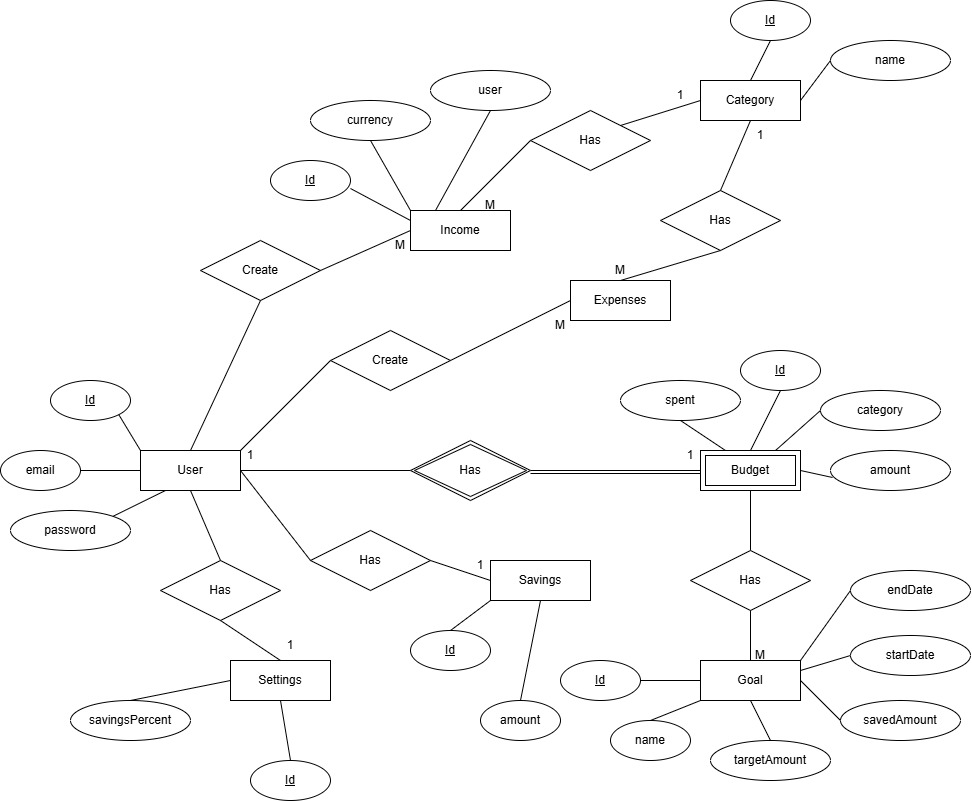 Id
name
Category
user
currency
1
Has
1
Id
M
Has
Income
M
Create
M
Expenses
M
Create
Id
Id
spent
category
email
User
1
Has
1
Budget
amount
password
Has
1
Savings
Has
Has
endDate
1
Id
M
startDate
Settings
Id
Goal
savingsPercent
amount
name
savedAmount
targetAmount
Id